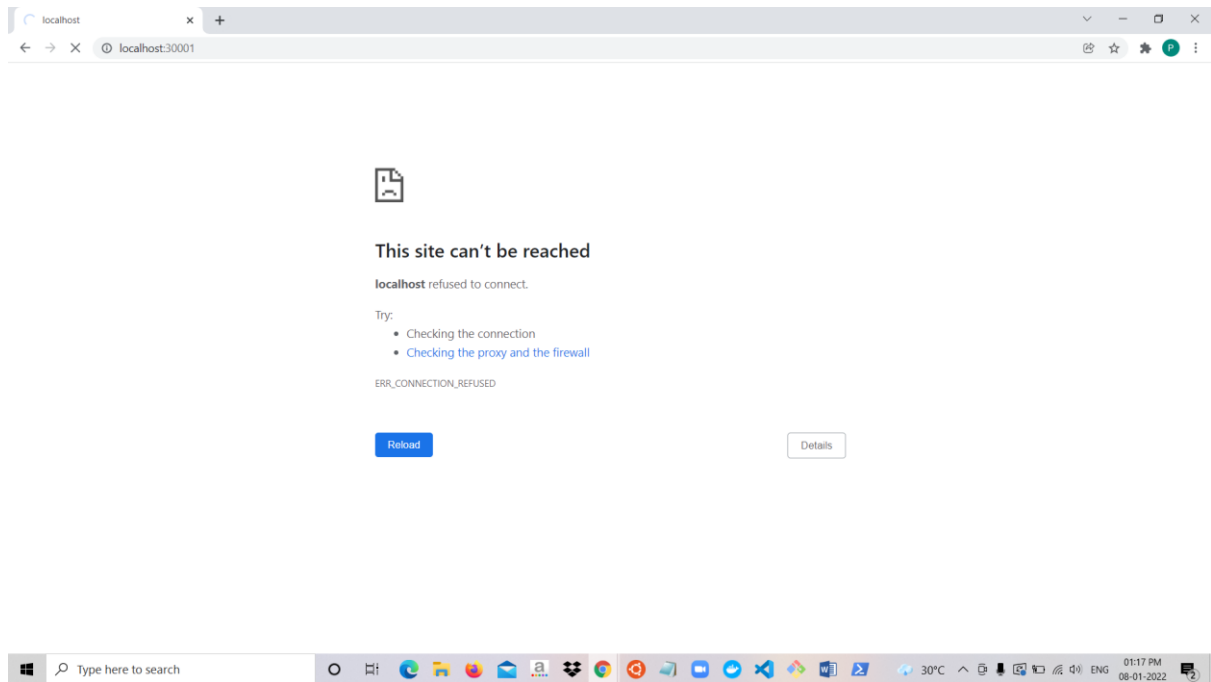 localhost
localhost:30001
P
This site can't be reached
localhost refused to connect.
Try:
Checking the connection
Checking the proxy and the firewall
ERR_CONNECTION_REFUSED
Reload
Details
Type here to search
a
W
30°C
ENG
01:17 PM
08-01-2022
2